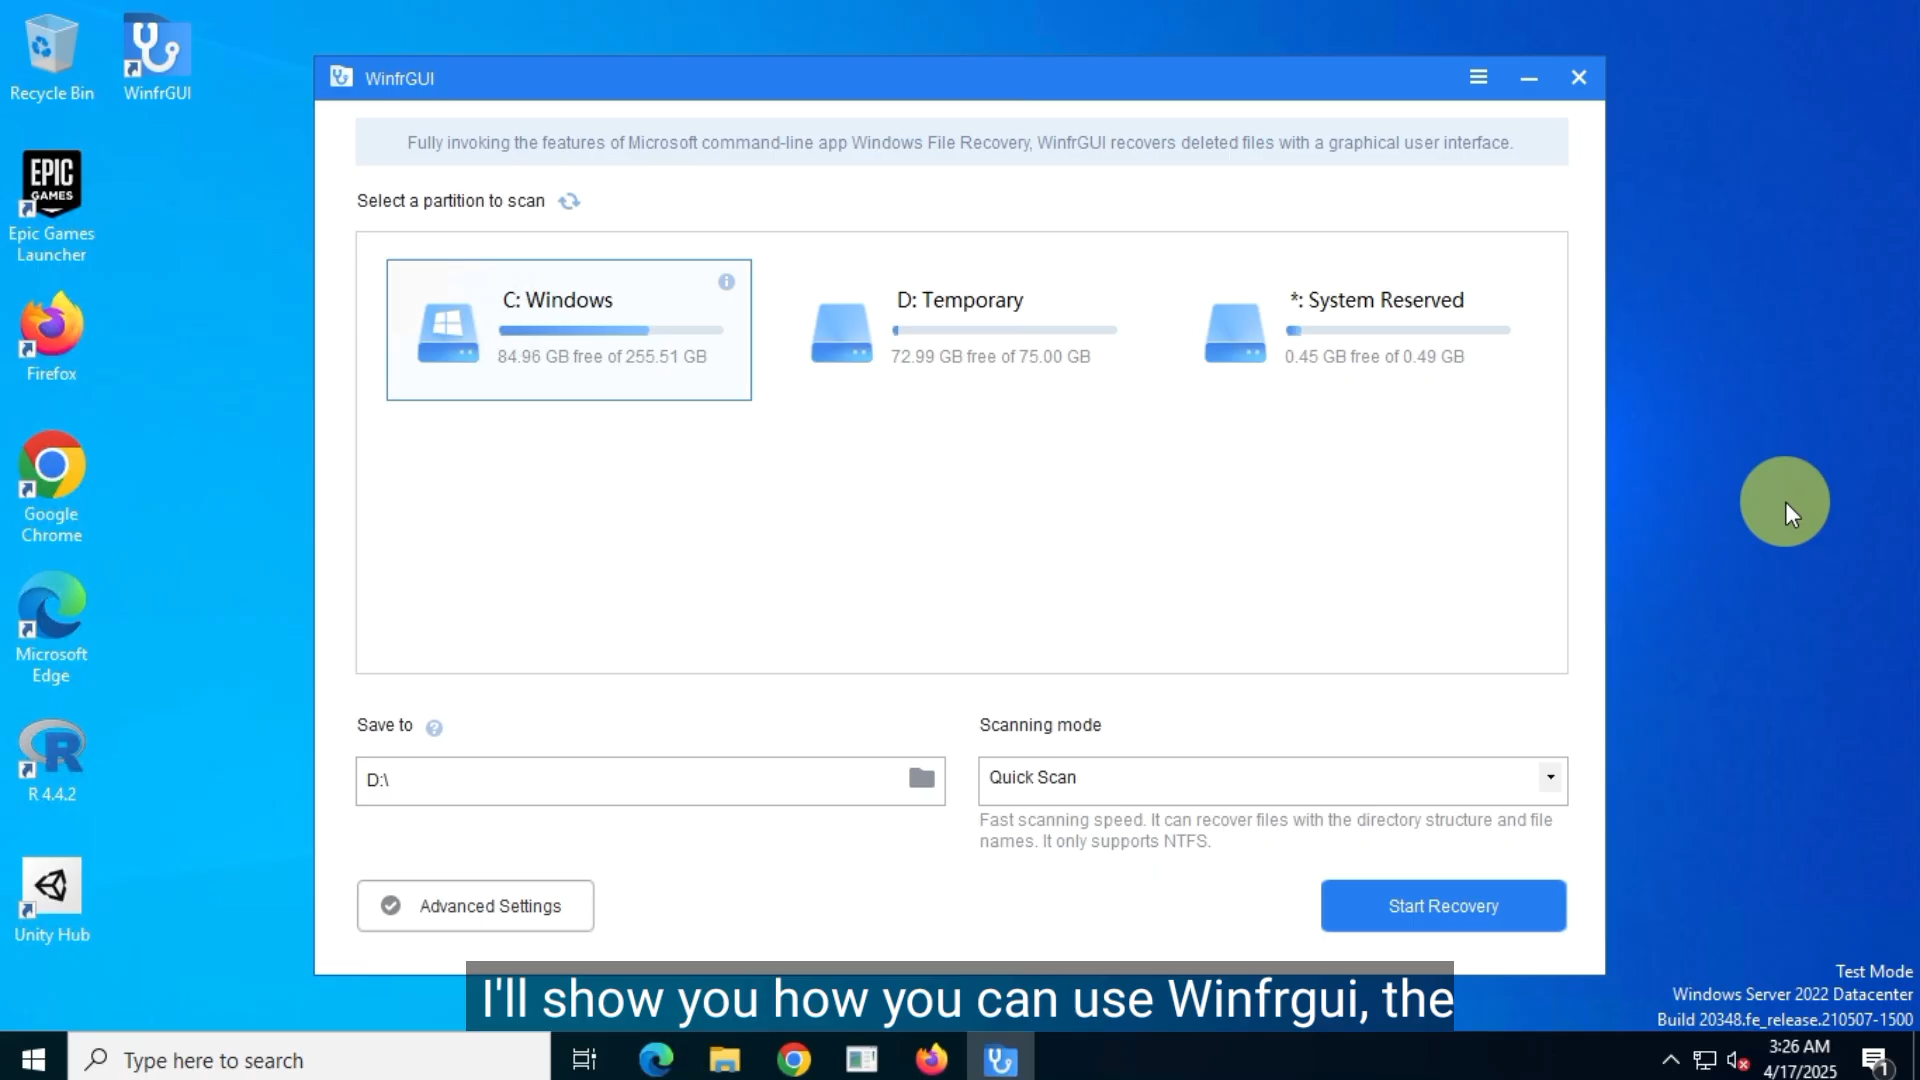 Recycle Bin
WinfrGUI
EPIC
GAMES
Epic Games
Launcher
Firefox
Google
Chrome
Microsoft
Edge
R 4.4.2
Unity Hub
WinfrGUI
Fully invoking the features of Microsoft command-line app Windows File Recovery, WinfrGUI recovers deleted files with a graphical user interface.
Select a partition to scan
C: Windows
84.96 GB free of 255.51 GB
D: Temporary
72.99 GB free of 75.00 GB
*: System Reserved
0.45 GB free of 0.49 GB
Save to
D:\
Scanning mode
Quick Scan
Fast scanning speed. It can recover files with the directory structure and file
names. It only supports NTFS.
Advanced Settings
Start Recovery
I'll show you how you can use Winfrgui, the
Test Mode
Windows Server 2022 Datacenter
Build 20348.fe_release.210507-1500
Type here to search
3:26 AM
4/17/2025
1